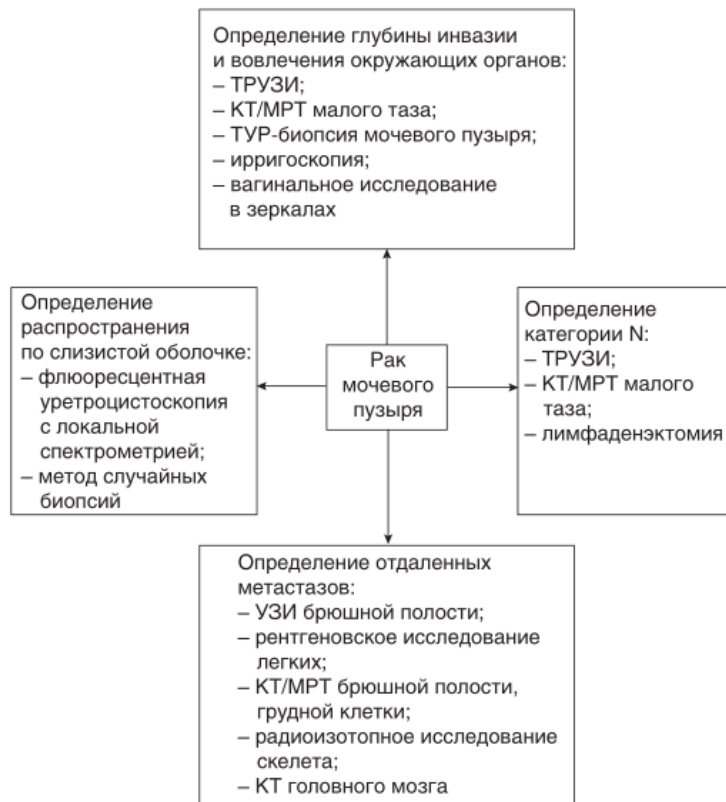 Определение глубины инвазии
и вовлечения окружающих органов:
– ТРУЗИ;
– КТ/МРТ малого таза;
– ТУР-биопсия мочевого пузыря;
– ирригоскопия;
– вагинальное исследование
в зеркалах
Определение
распространения
по слизистой оболочке:
– флюоресцентная
уретроцистоскопия
с локальной
спектрометрией;
– метод случайных
биопсий
Рак
мочевого
пузыря
Определение
категории N:
– ТРУЗИ;
– КТ/МРТ малого
таза;
– лимфаденэктомия
Определение отдаленных
метастазов:
– УЗИ брюшной полости;
– рентгеновское исследование
легких;
– КТ/МРТ брюшной полости,
грудной клетки;
– радиоизотопное исследование
скелета;
– КТ головного мозга